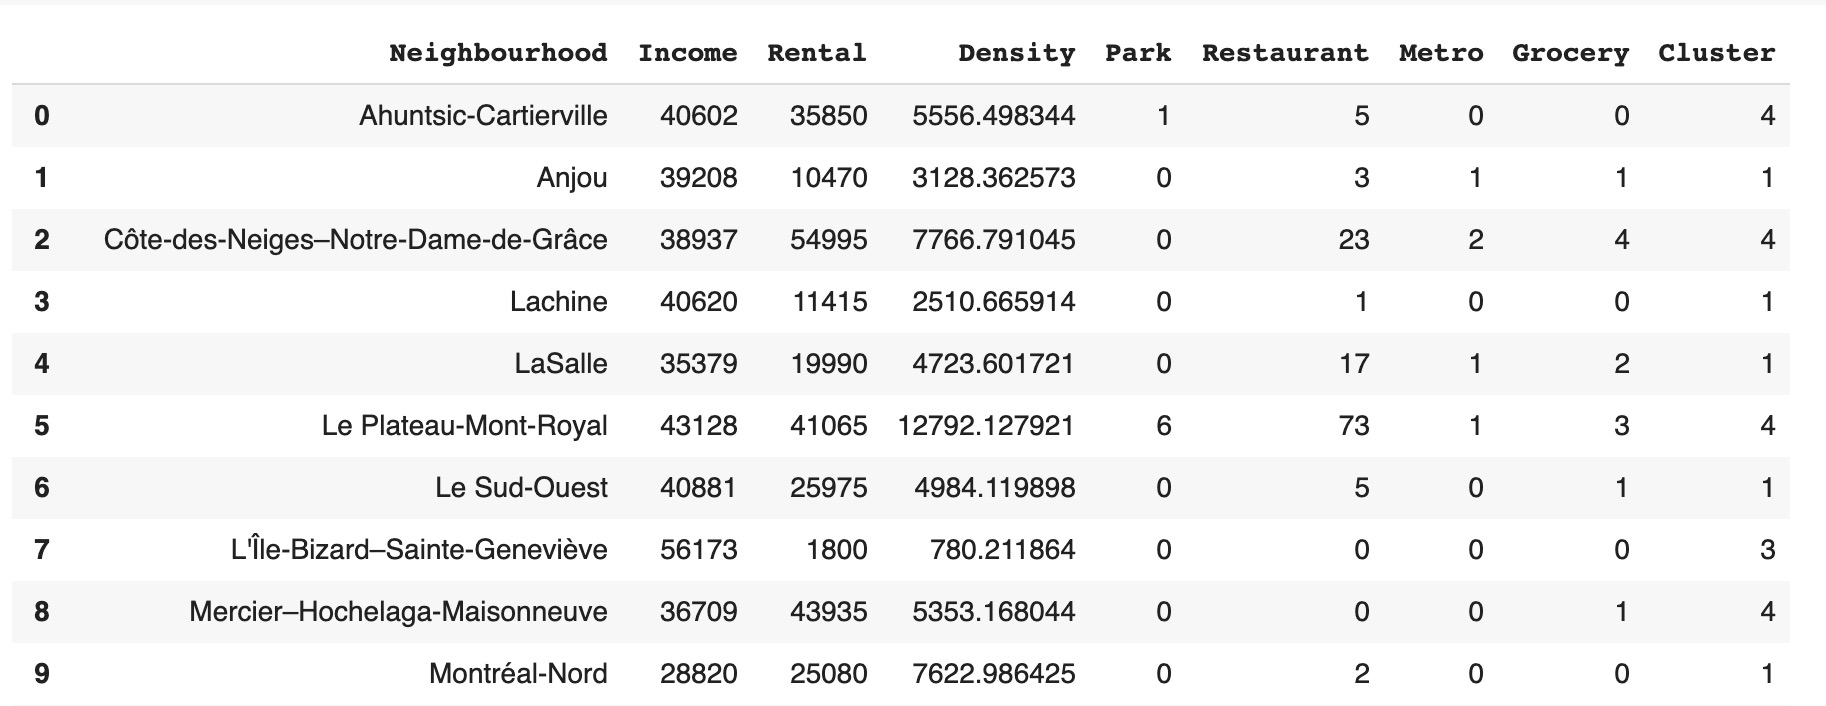 Neighbourhood Income Rental Density Park Restaurant Metro Grocery Cluster
0 Ahuntsic-Cartierville 40602 35850 5556.498344 1 5 0 0 4
1 Anjou 39208 10470 3128.362573 0 3 1 1 1
2 Côte-des-Neiges–Notre-Dame-de-Grâce 38937 54995 7766.791045 0 23 2 4 4
3 Lachine 40620 11415 2510.665914 0 1 0 0 1
4 LaSalle 35379 19990 4723.601721 0 17 1 2 1
5 Le Plateau-Mont-Royal 43128 41065 12792.127921 6 73 1 3 4
6 Le Sud-Ouest 40881 25975 4984.119898 0 5 0 1 1
7 L'Île-Bizard–Sainte-Geneviève 56173 1800 780.211864 0 0 0 0 3
8 Mercier–Hochelaga-Maisonneuve 36709 43935 5353.168044 0 0 0 1 4
9 Montréal-Nord 28820 25080 7622.986425 0 2 0 0 1